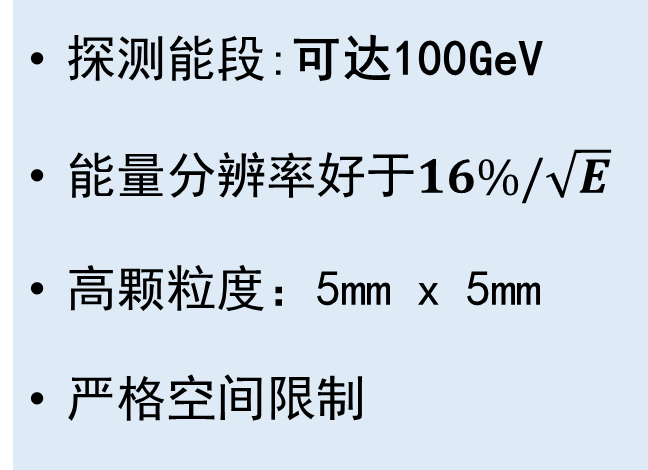 • 探测能段:可达100GeV
• 能量分辨率好于16%/√E
• 高颗粒度：5mm x 5mm
• 严格空间限制